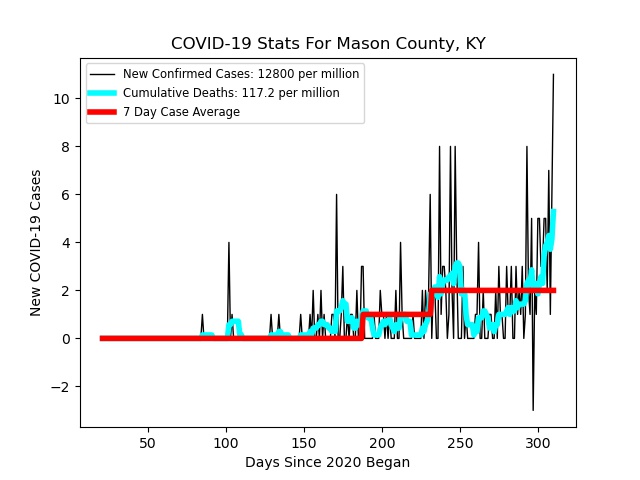 COVID-19 Stats For Mason County, KY
New Confirmed Cases: 12800 per million
Cumulative Deaths: 117.2 per million
7 Day Case Average
New COVID-19 Cases
10
8
6
4
2
0
−2
50 100 150 200 250 300
Days Since 2020 Began